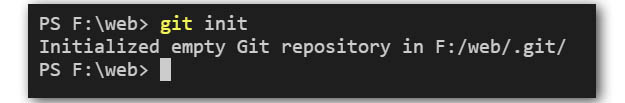 PS F:\web> git init
Initialized empty Git repository in F:/web/.git/
PS F:\web>